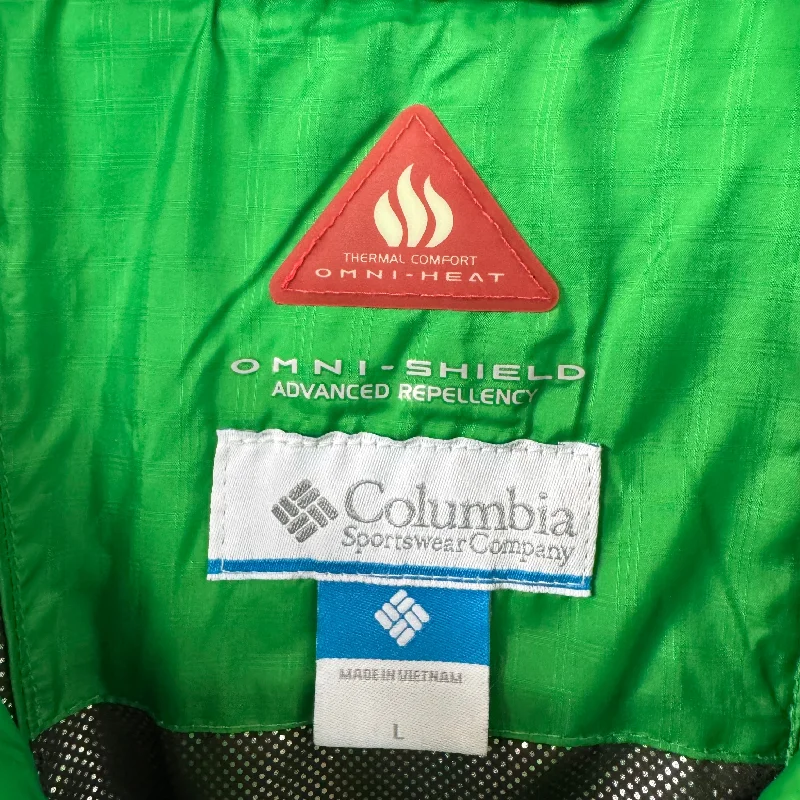 THERMAL COMFORT
OMNI-HEAT
OMNI-SHIELD
ADVANCED REPELLENCY
Columbia
Sportswear Company
MADE IN VIETNAM
L